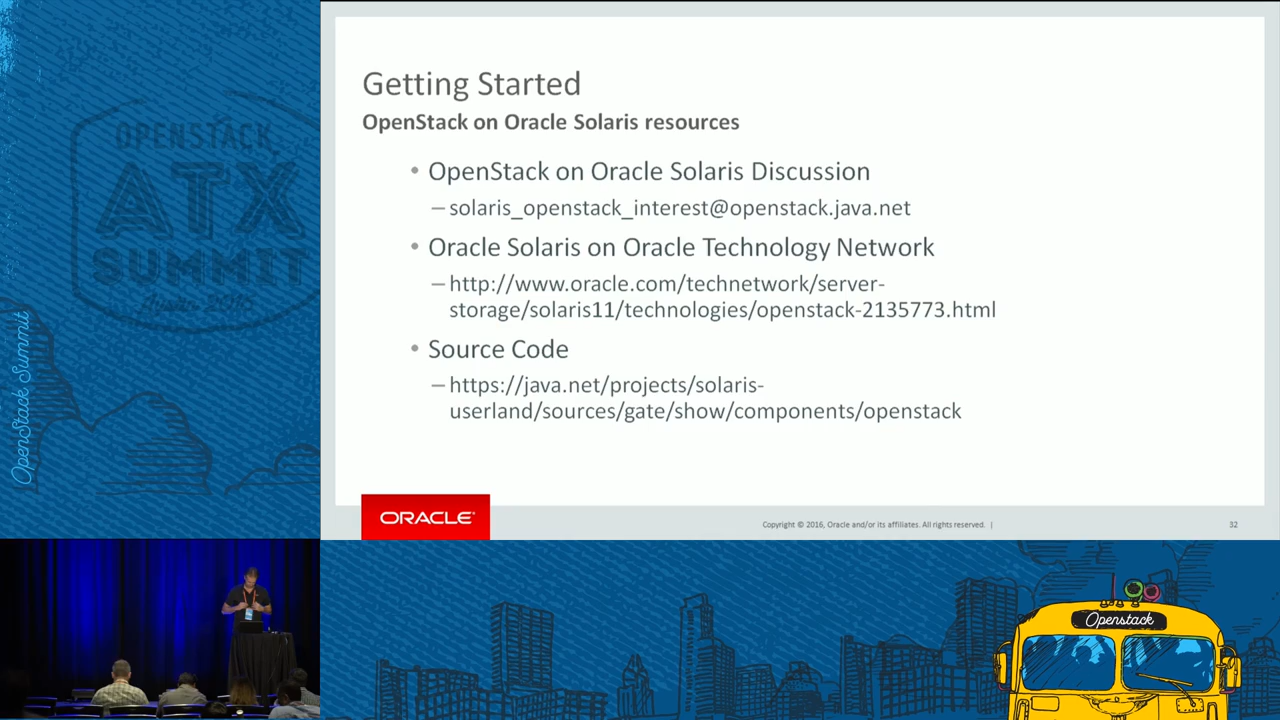 OPENSTACK
ATX
SUMMIT
OpenStack Summit
Getting Started
OpenStack on Oracle Solaris resources
• OpenStack on Oracle Solaris Discussion
– solaris_openstack_interest@openstack.java.net
• Oracle Solaris on Oracle Technology Network
– http://www.oracle.com/technetwork/server-
storage/solaris11/technologies/openstack-2135773.html
• Source Code
– https://java.net/projects/solaris-
userland/sources/gate/show/components/openstack
ORACLE
Copyright © 2016, Oracle and/or its affiliates. All rights reserved. |
32
Openstack